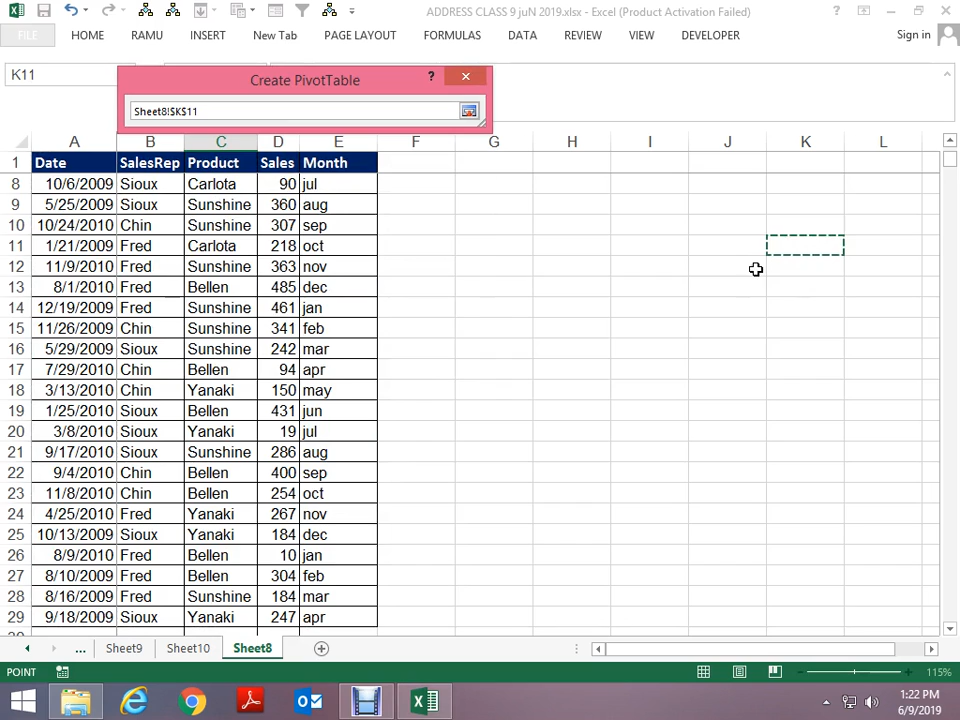 ADDRESS CLASS 9 juN 2019.xlsx - Excel (Product Activation Failed)
FILE HOME RAMU INSERT New Tab PAGE LAYOUT FORMULAS DATA REVIEW VIEW DEVELOPER Sign in
K11
Create PivotTable
Sheet8!$K$11
A B C D E F G H I J K L
1 Date SalesRep Product Sales Month
8 10/6/2009 Sioux Carlota 90 jul
9 5/25/2009 Sioux Sunshine 360 aug
10 10/24/2010 Chin Sunshine 307 sep
11 1/21/2009 Fred Carlota 218 oct
12 11/9/2010 Fred Sunshine 363 nov
13 8/1/2010 Fred Bellen 485 dec
14 12/19/2009 Fred Sunshine 461 jan
15 11/26/2009 Chin Sunshine 341 feb
16 5/29/2009 Sioux Sunshine 242 mar
17 7/29/2010 Chin Bellen 94 apr
18 3/13/2010 Chin Yanaki 150 may
19 1/25/2010 Sioux Bellen 431 jun
20 3/8/2010 Sioux Yanaki 19 jul
21 9/17/2010 Sioux Sunshine 286 aug
22 9/4/2010 Chin Bellen 400 sep
23 11/8/2010 Chin Bellen 254 oct
24 4/25/2010 Fred Yanaki 267 nov
25 10/13/2009 Sioux Yanaki 184 dec
26 8/9/2010 Fred Bellen 10 jan
27 8/10/2009 Fred Bellen 304 feb
28 8/16/2009 Fred Sunshine 184 mar
29 9/18/2009 Sioux Yanaki 247 apr
... Sheet9 Sheet10 Sheet8
POINT 115%
1:22 PM
6/9/2019